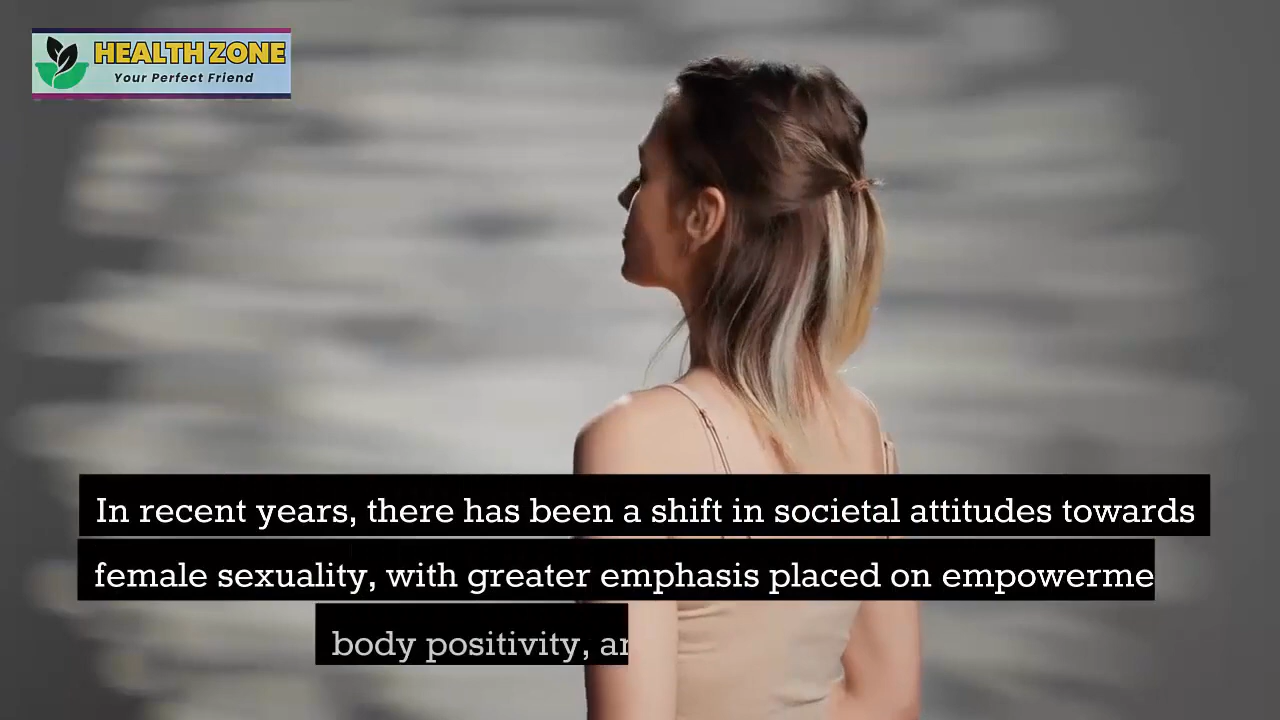 HEALTH ZONE
Your Perfect Friend
In recent years, there has been a shift in societal attitudes towards
female sexuality, with greater emphasis placed on empowerme
body positivity, ar